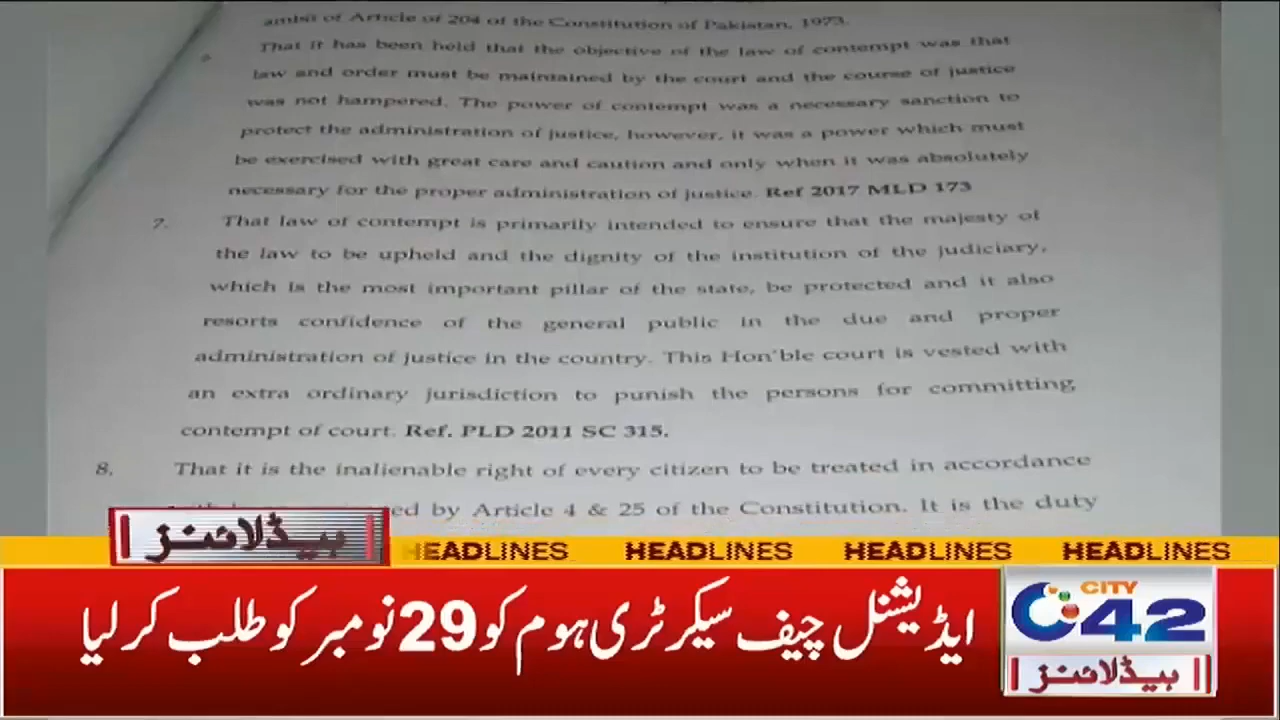 amist of Article of 204 of the Constitution of Pakistan, 1973.
That it has been held that the objective of the law of contempt was that
law and order must be maintained by the court and the course of justice
was not hampered. The power of contempt was a necessary sanction to
protect the administration of justice, however, it was a power which must
be exercised with great care and caution and only when it was absolutely
necessary for the proper administration of justice. Ref 2017 MLD 173
7. That law of contempt is primarily intended to ensure that the majesty of
the law to be upheld and the dignity of the institution of the judiciary,
which is the most important pillar of the state, be protected and it also
resorts confidence of the general public in the due and proper
administration of justice in the country. This Hon'ble court is vested with
an extra ordinary jurisdiction to punish the persons for committing
contempt of court. Ref. PLD 2011 SC 315.
8. That it is the inalienable right of every citizen to be treated in accordance
by Article 4 & 25 of the Constitution. It is the duty
ہیڈلائنز
HEADLINES HEADLINES HEADLINES HEADLINES
ایڈیشنل چیف سیکرٹری ہوم کو 29 نومبر کو طلب کر لیا
CITY
42
ہیڈلائنز